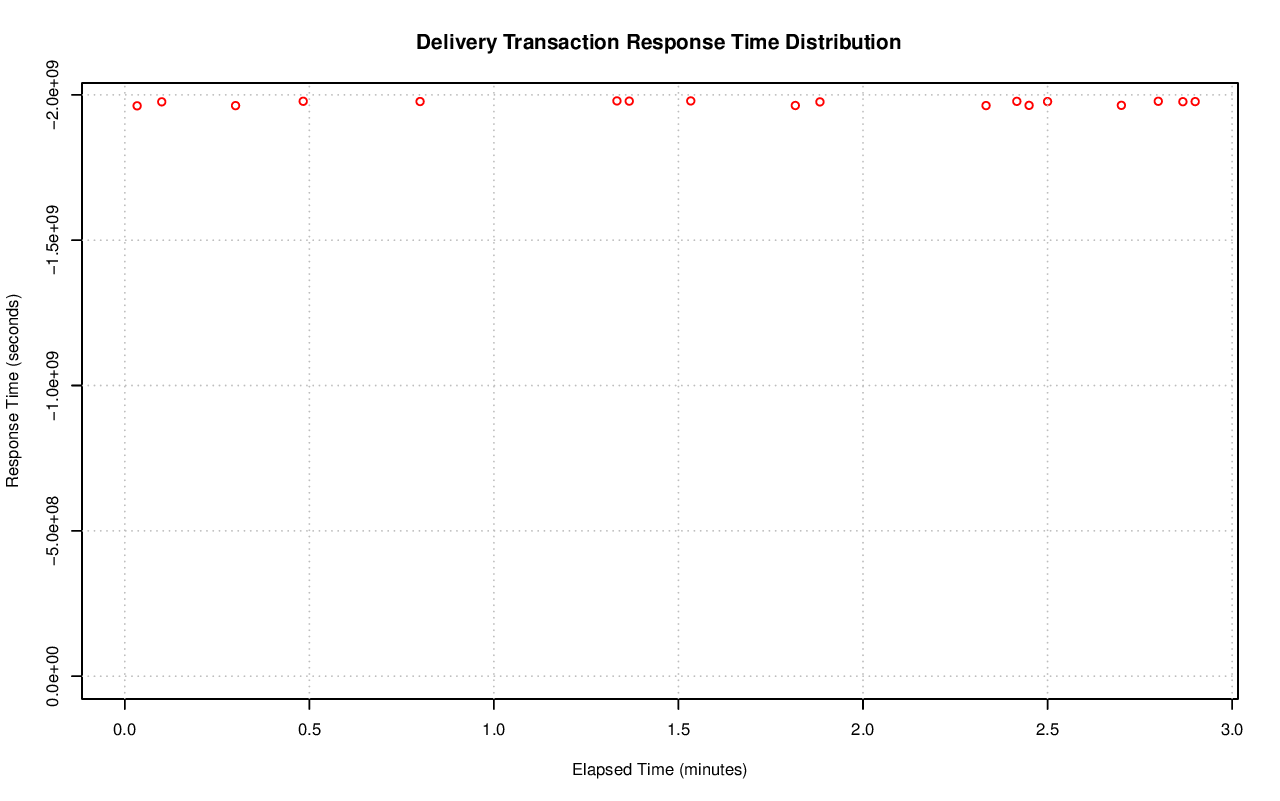 Delivery Transaction Response Time Distribution
Response Time (seconds)
−2.0e+09
−1.5e+09
−1.0e+09
−5.0e+08
0.0e+00
0.0 0.5 1.0 1.5 2.0 2.5 3.0
Elapsed Time (minutes)